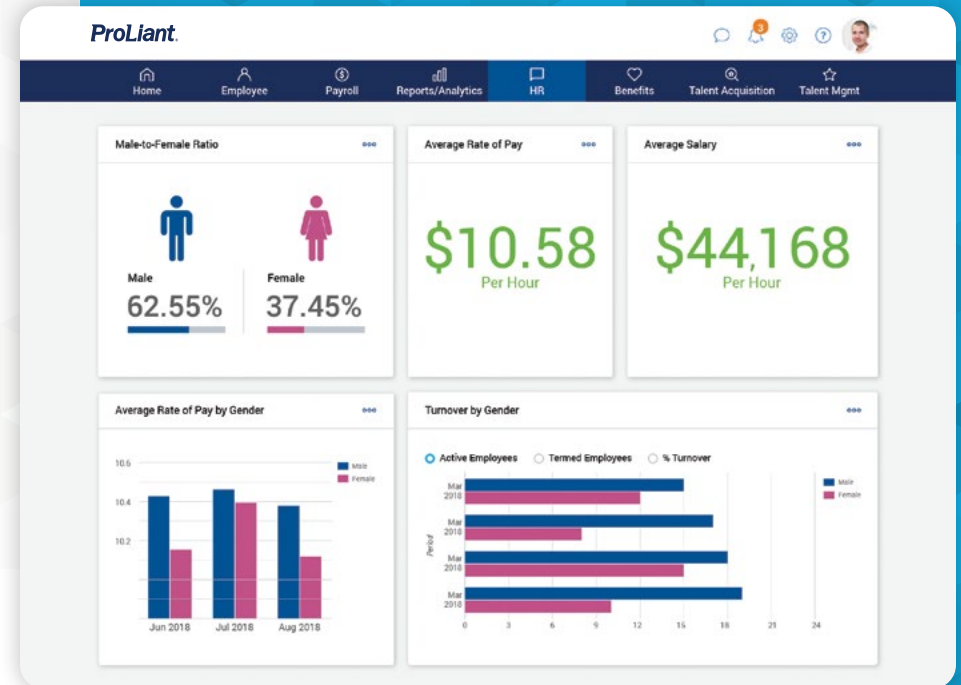 ProLiant.
3
?
Home
Employee
Payroll
Reports/Analytics
HR
Benefits
Talent Acquisition
Talent Mgmt
Male-to-Female Ratio
Male
62.55%
Female
37.45%
Average Rate of Pay
$10.58
Per Hour
Average Salary
$44,168
Per Hour
Average Rate of Pay by Gender
10.6
10.4
10.2
Male
Female
Jun 2018 Jul 2018 Aug 2018
Turnover by Gender
Active Employees Termed Employees % Turnover
Period
Mar
2018
Mar
2018
Mar
2018
Mar
2018
0 3 6 9 12 15 18 21 24
Male
Female